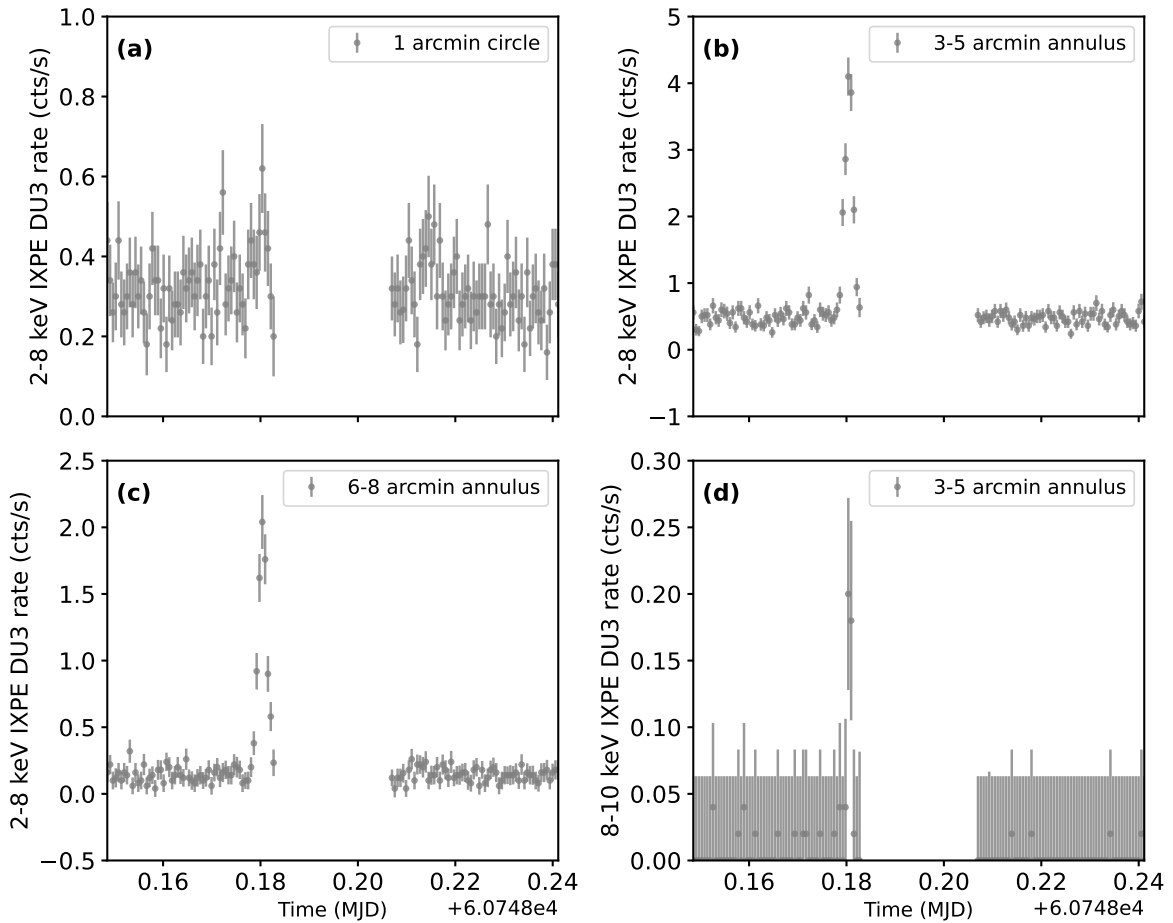 (a)
1 arcmin circle
2-8 keV IXPE DU3 rate (cts/s)
1.0
0.8
0.6
0.4
0.2
0.0
(b)
3-5 arcmin annulus
2-8 keV IXPE DU3 rate (cts/s)
5
4
3
2
1
0
−1
(c)
6-8 arcmin annulus
2-8 keV IXPE DU3 rate (cts/s)
2.5
2.0
1.5
1.0
0.5
0.0
−0.5
0.16 0.18 0.20 0.22 0.24
Time (MJD) +6.0748e4
(d)
3-5 arcmin annulus
8-10 keV IXPE DU3 rate (cts/s)
0.30
0.25
0.20
0.15
0.10
0.05
0.00
0.16 0.18 0.20 0.22 0.24
Time (MJD) +6.0748e4